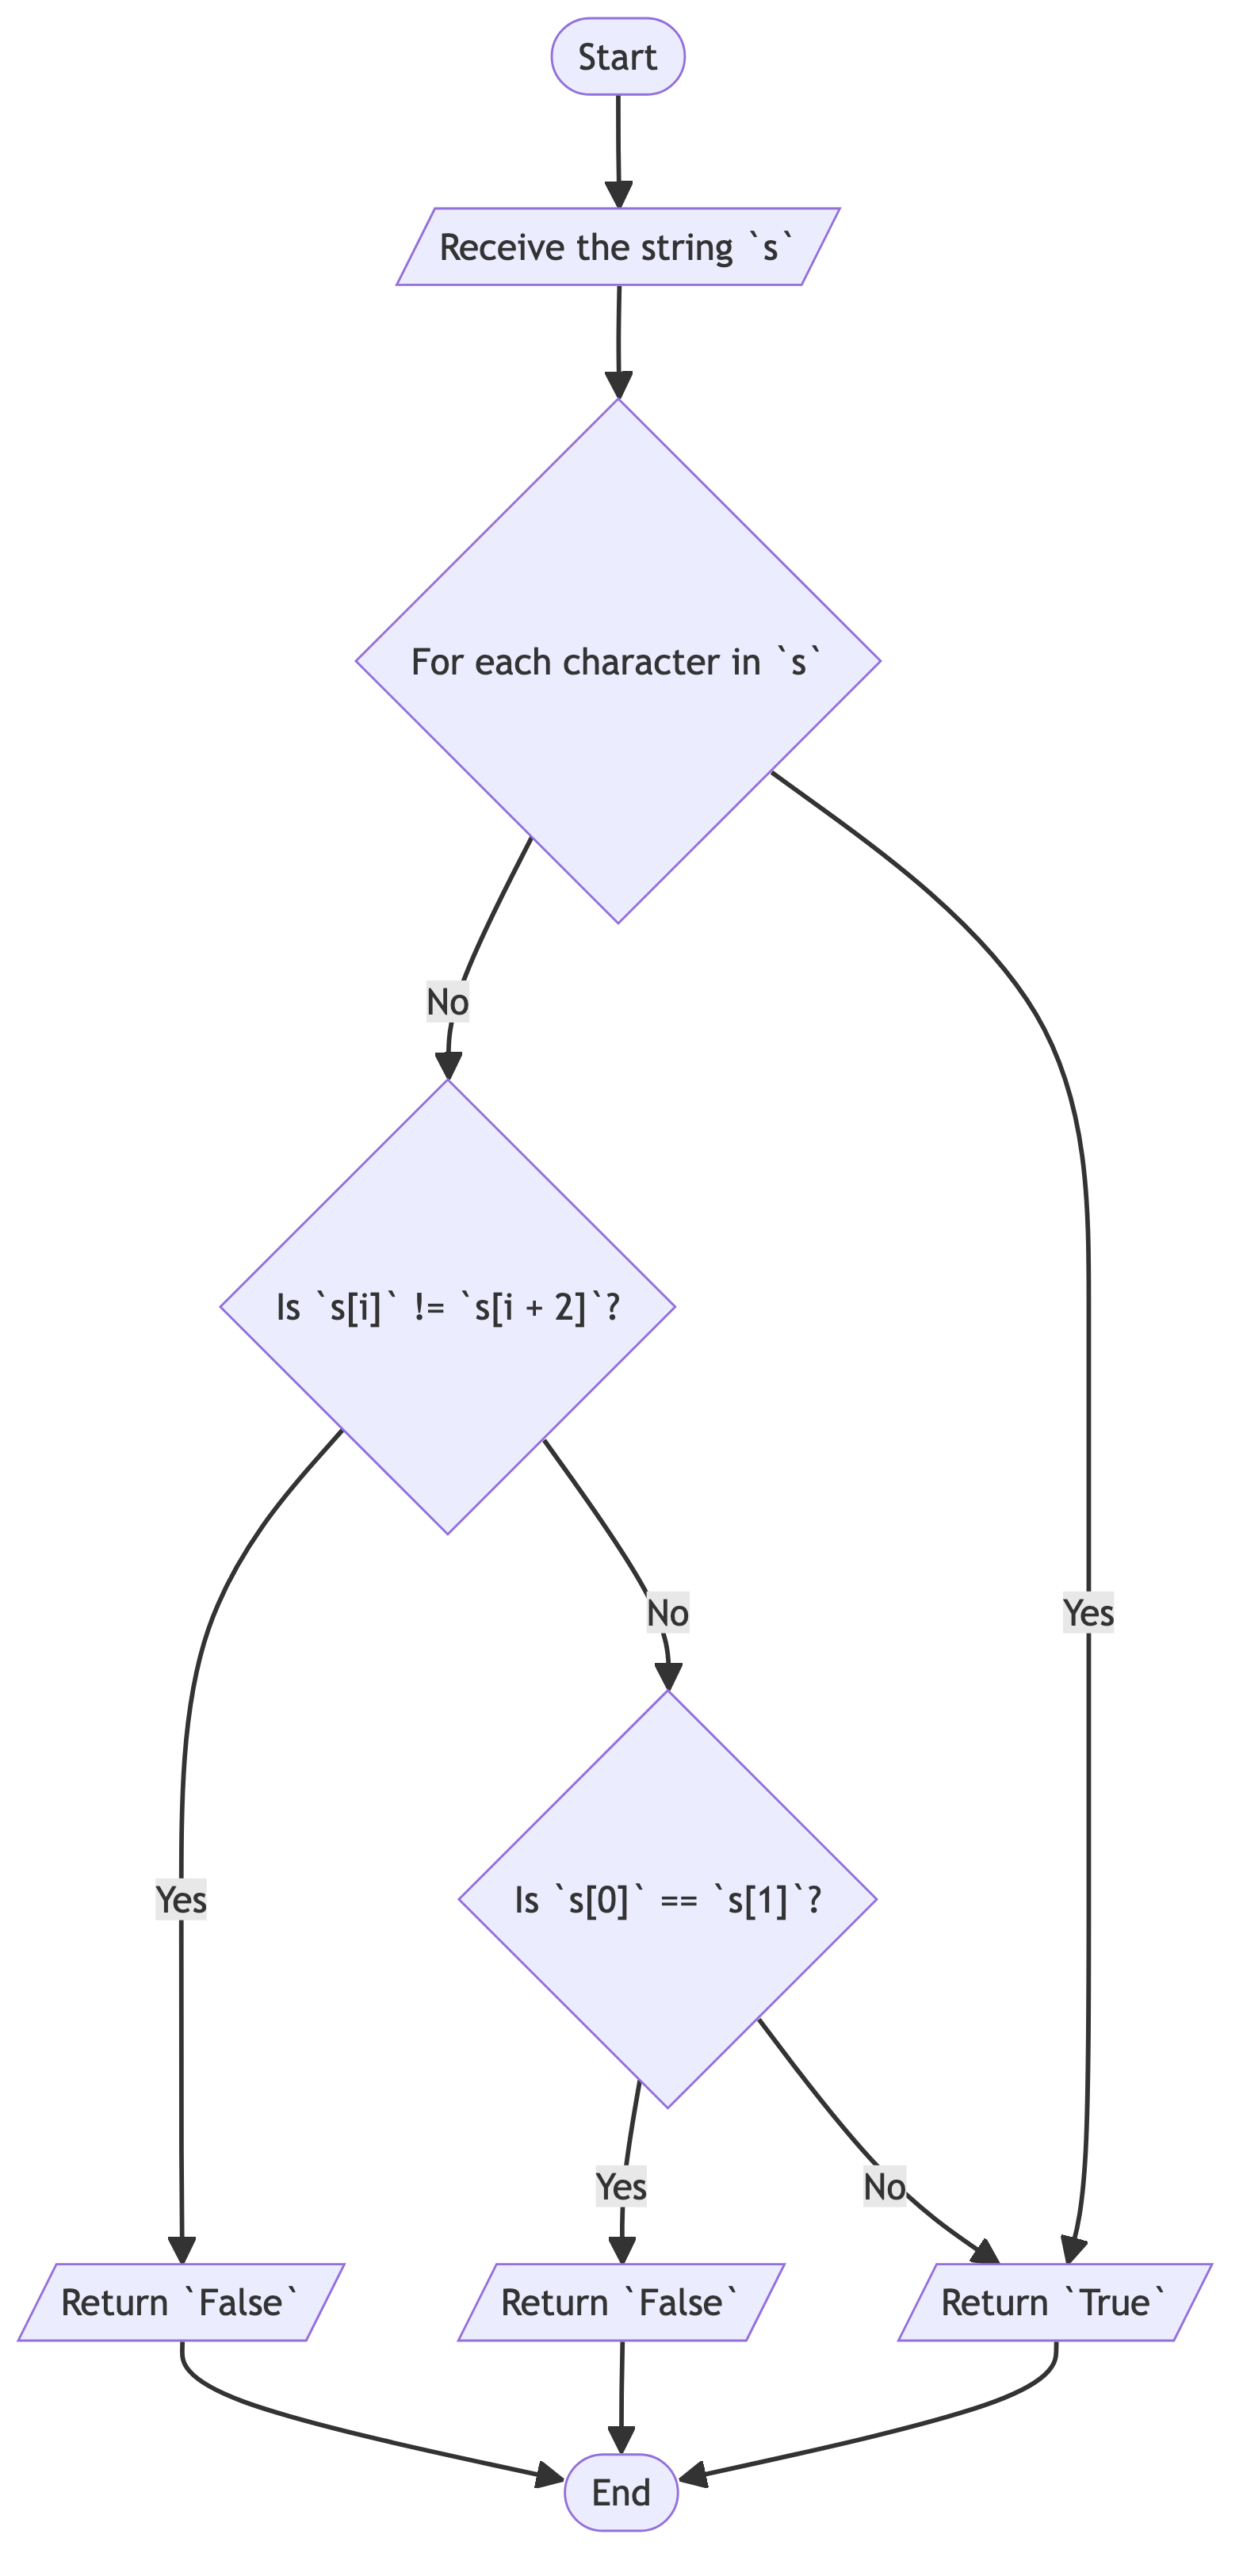 Start
Receive the string `s`
For each character in `s`
No
Is `s[i]` != `s[i + 2]`?
No
Yes
Yes
Is `s[0]` == `s[1]`?
Yes
No
Return `False`
Return `False`
Return `True`
End